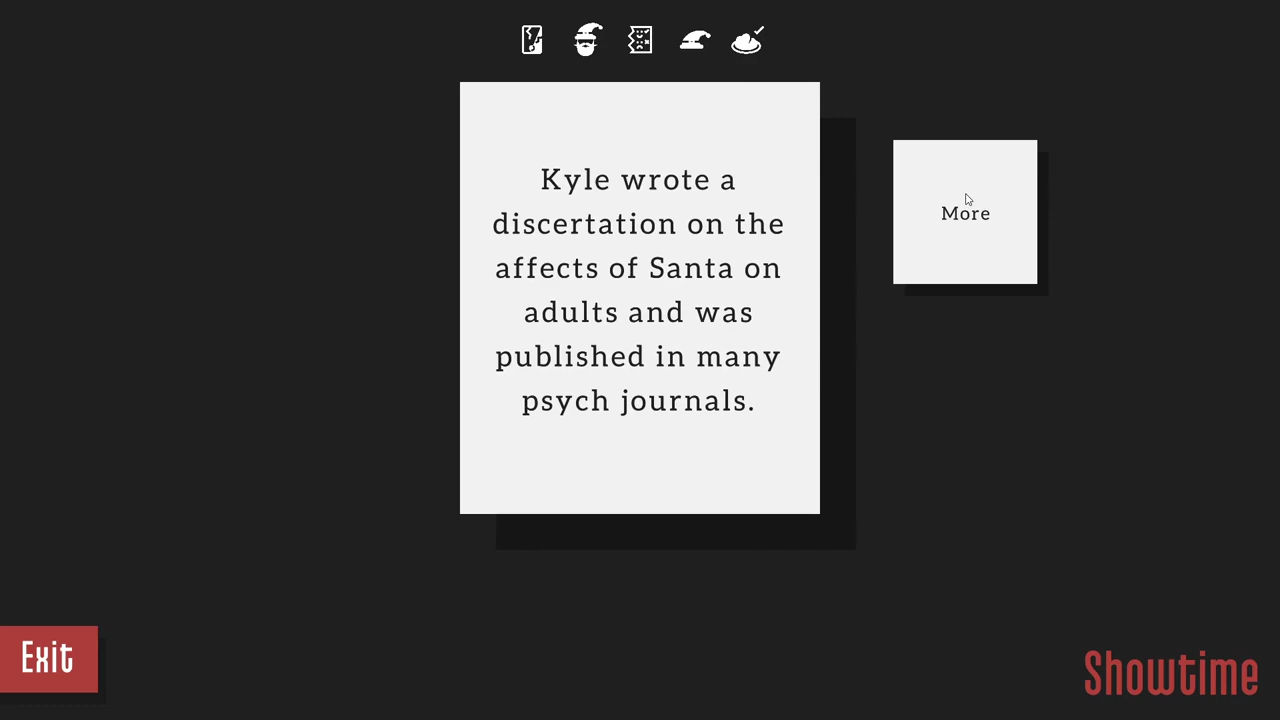 Kyle wrote a
discertation on the
affects of Santa on
adults and was
published in many
psych journals.
More
Exit
Showtime